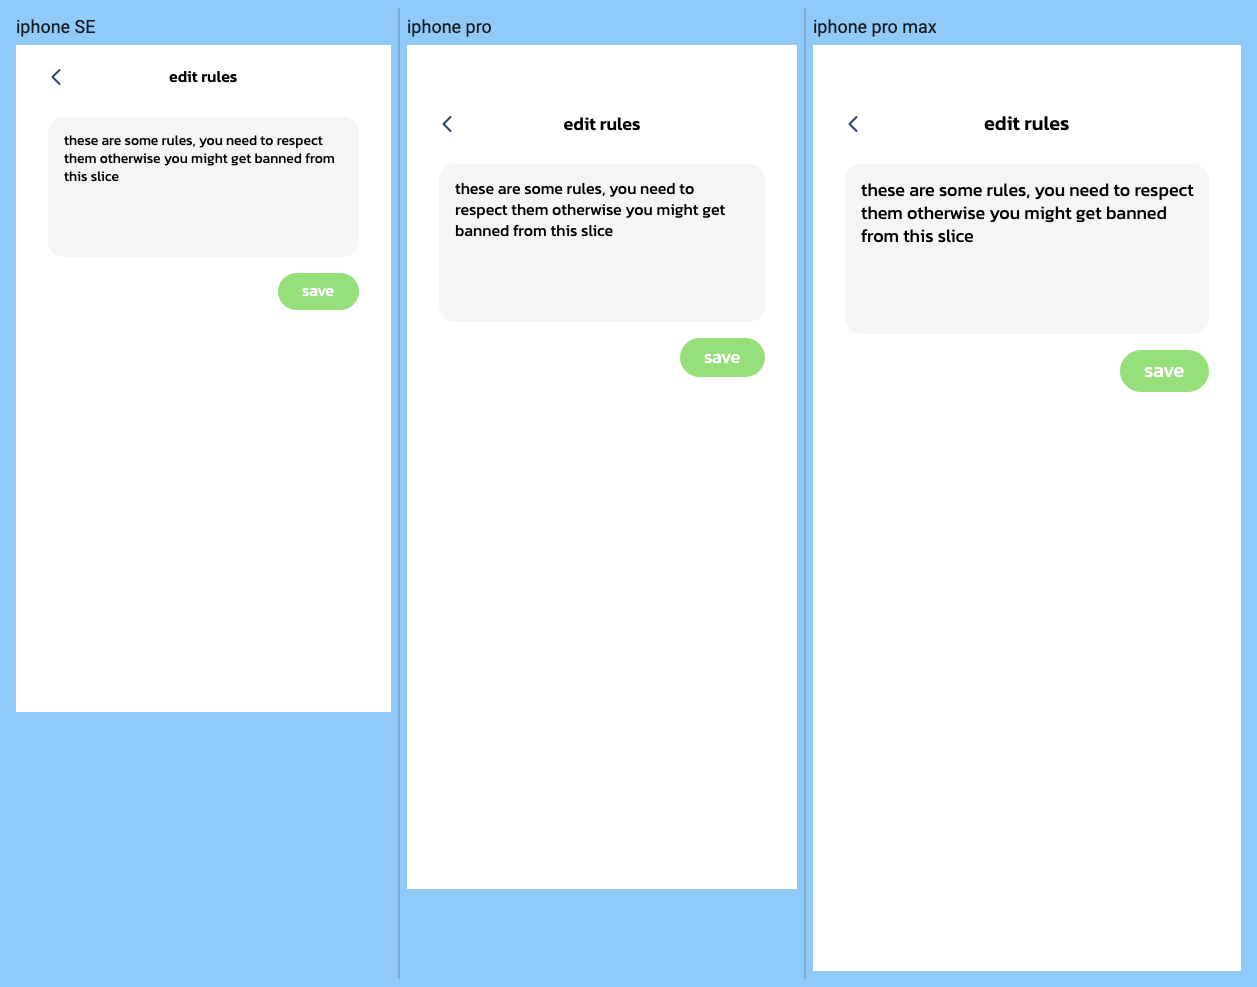 iphone SE
edit rules
these are some rules, you need to respect
them otherwise you might get banned from
this slice
save
iphone pro
edit rules
these are some rules, you need to
respect them otherwise you might get
banned from this slice
save
iphone pro max
edit rules
these are some rules, you need to respect
them otherwise you might get banned
from this slice
save